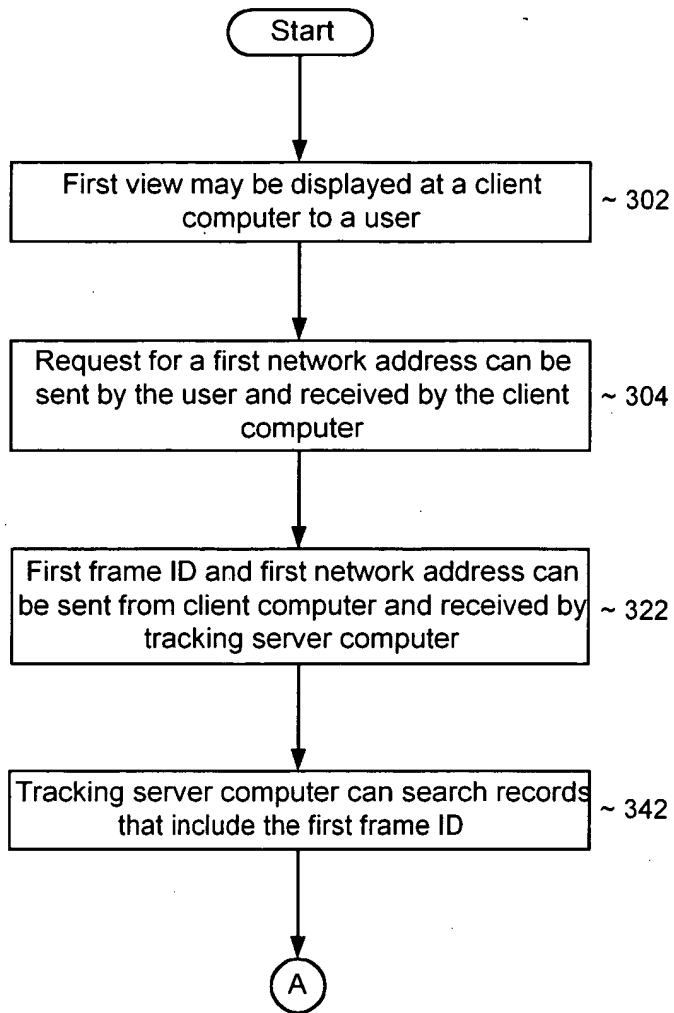 Start
First view may be displayed at a client
computer to a user
~ 302
Request for a first network address can be
sent by the user and received by the client
computer
~ 304
First frame ID and first network address can
be sent from client computer and received by
tracking server computer
~ 322
Tracking server computer can search records
that include the first frame ID
~ 342
A